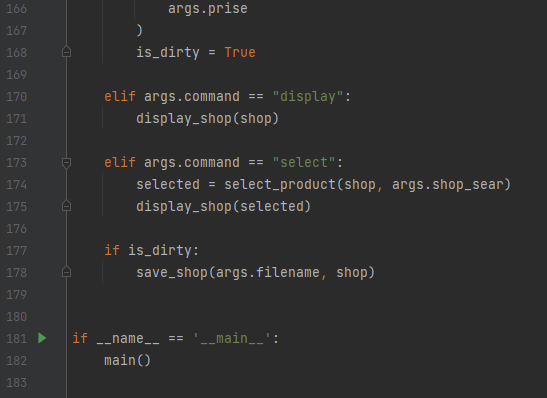 166             args.prise
167         )
168         is_dirty = True
169
170     elif args.command == "display":
171         display_shop(shop)
172
173     elif args.command == "select":
174         selected = select_product(shop, args.shop_sear)
175         display_shop(selected)
176
177     if is_dirty:
178         save_shop(args.filename, shop)
179
180
181 if __name__ == '__main__':
182     main()
183